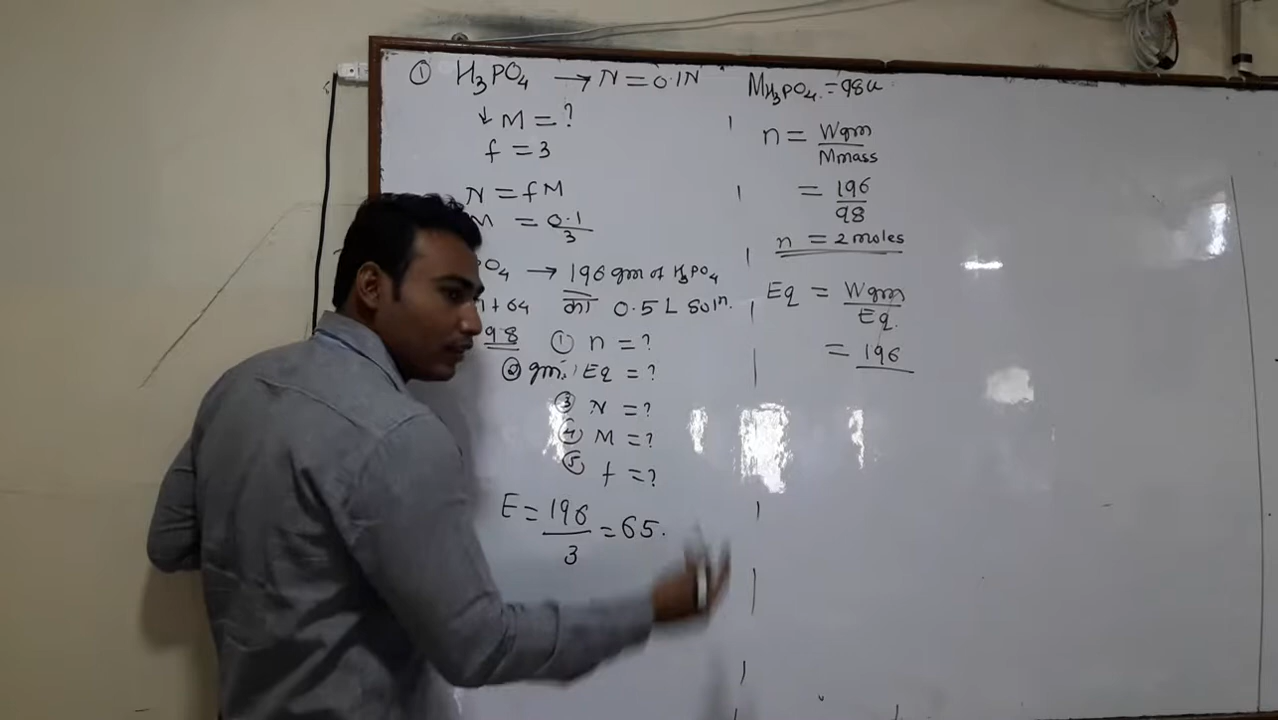 ① H₃PO₄ → N = 0.1N
↓ M = ?
f = 3
N = fM
M = 0.1/3
PO₄ → 196 gm of H₃PO₄
1+64 का 0.5 L Solⁿ.
98 ① n = ?
② gm. Eq = ?
③ N = ?
④ M = ?
⑤ f = ?
E = 196/3 = 65.
MH₃PO₄ = 98u
n = Wgm/Mmass
= 196/98
n = 2 moles
Eq = Wgm/Eq.
= 196